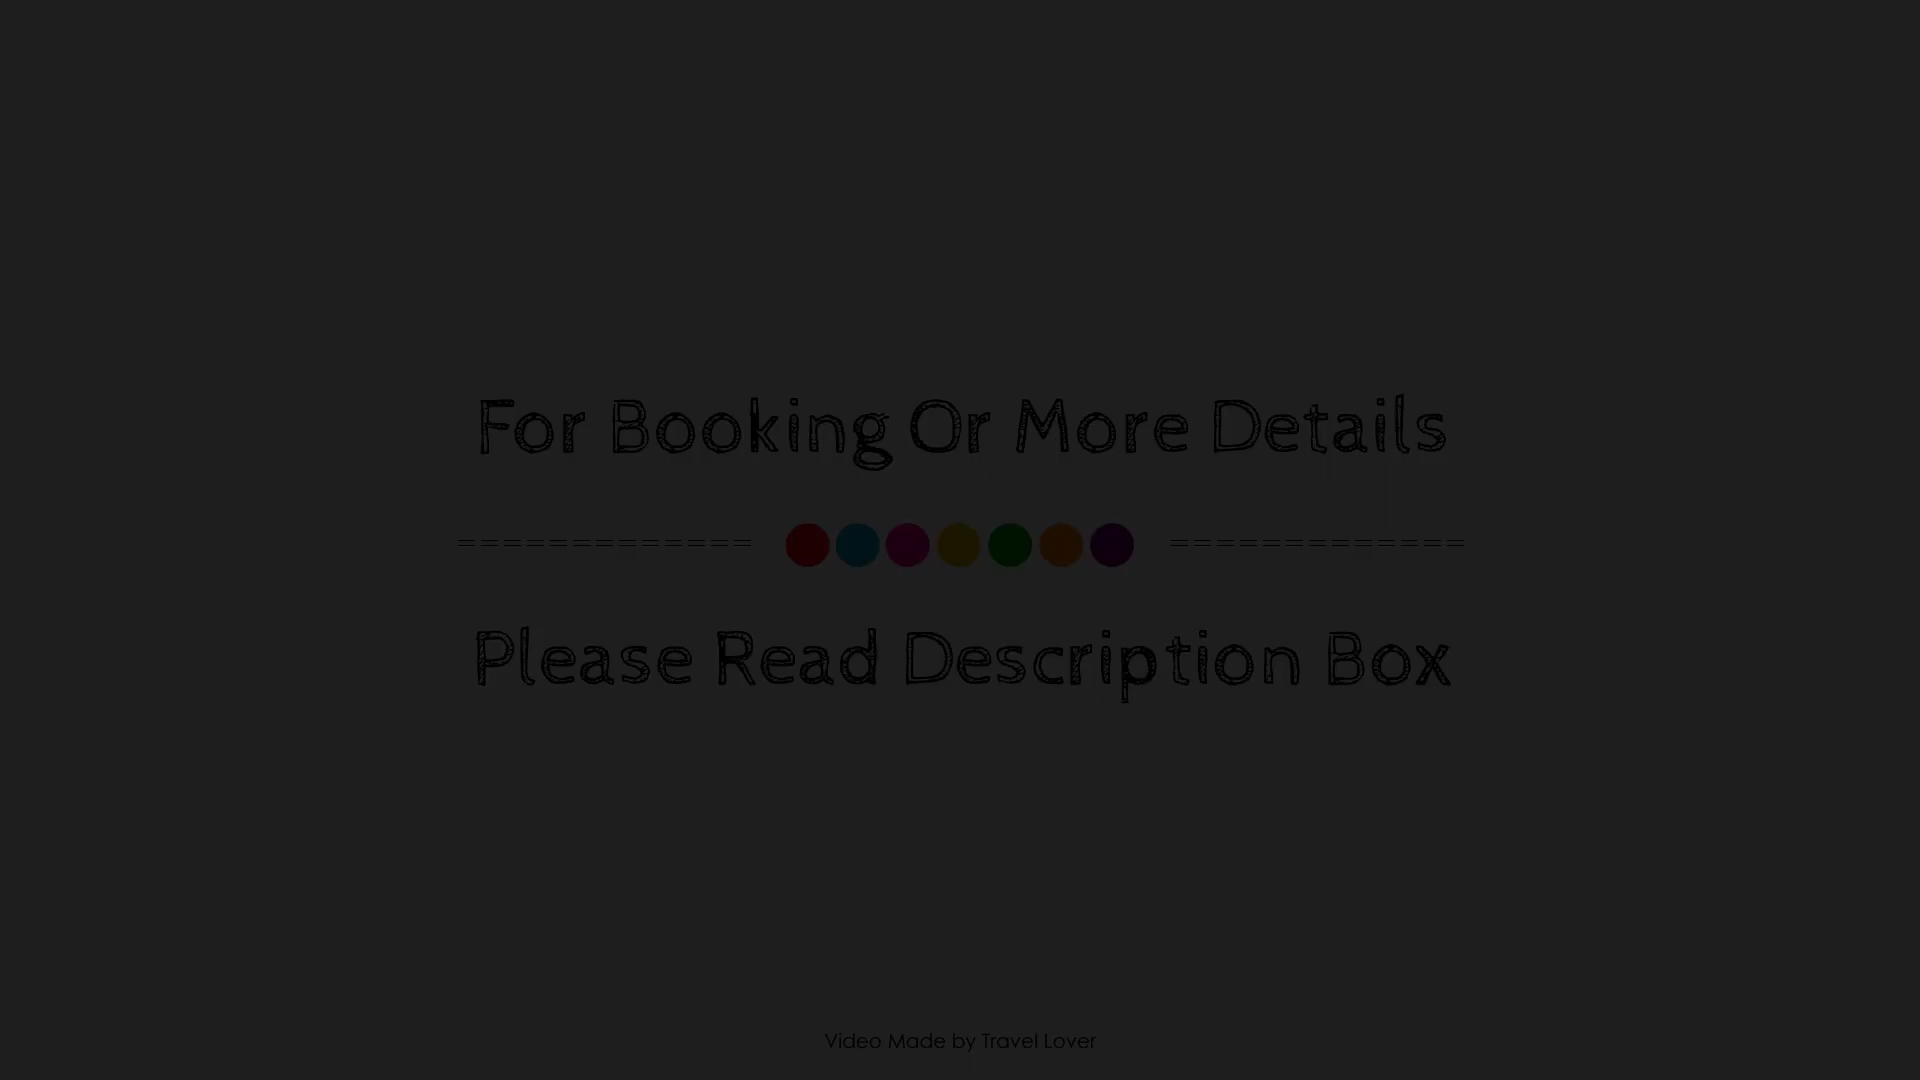 For Booking Or More Details
============= =============
Please Read Description Box
Video Made by Travel Lover